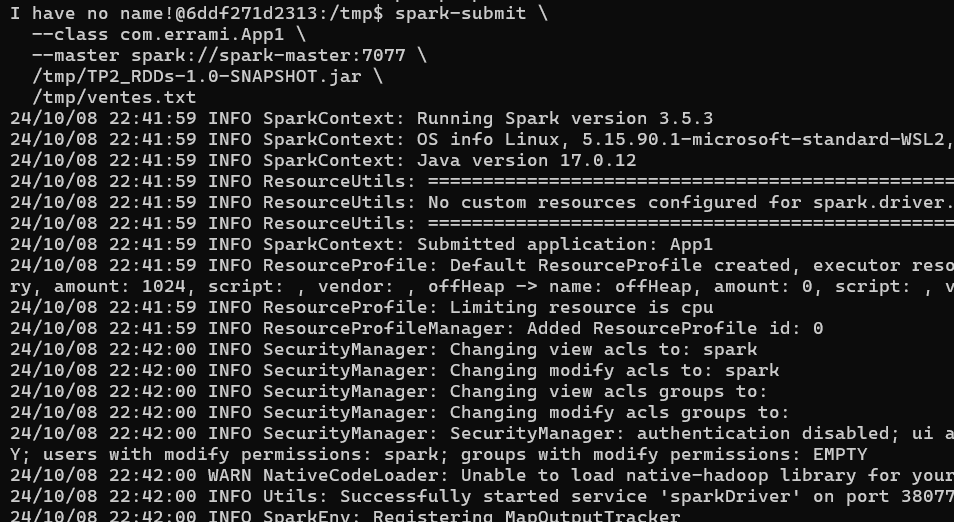 I have no name!@6ddf271d2313:/tmp$ spark-submit \
  --class com.errami.App1 \
  --master spark://spark-master:7077 \
  /tmp/TP2_RDDs-1.0-SNAPSHOT.jar \
  /tmp/ventes.txt
24/10/08 22:41:59 INFO SparkContext: Running Spark version 3.5.3
24/10/08 22:41:59 INFO SparkContext: OS info Linux, 5.15.90.1-microsoft-standard-WSL2,
24/10/08 22:41:59 INFO SparkContext: Java version 17.0.12
24/10/08 22:41:59 INFO ResourceUtils: ================================================
24/10/08 22:41:59 INFO ResourceUtils: No custom resources configured for spark.driver.
24/10/08 22:41:59 INFO ResourceUtils: ================================================
24/10/08 22:41:59 INFO SparkContext: Submitted application: App1
24/10/08 22:41:59 INFO ResourceProfile: Default ResourceProfile created, executor reso
ry, amount: 1024, script: , vendor: , offHeap -> name: offHeap, amount: 0, script: , v
24/10/08 22:41:59 INFO ResourceProfile: Limiting resource is cpu
24/10/08 22:41:59 INFO ResourceProfileManager: Added ResourceProfile id: 0
24/10/08 22:42:00 INFO SecurityManager: Changing view acls to: spark
24/10/08 22:42:00 INFO SecurityManager: Changing modify acls to: spark
24/10/08 22:42:00 INFO SecurityManager: Changing view acls groups to:
24/10/08 22:42:00 INFO SecurityManager: Changing modify acls groups to:
24/10/08 22:42:00 INFO SecurityManager: SecurityManager: authentication disabled; ui a
Y; users with modify permissions: spark; groups with modify permissions: EMPTY
24/10/08 22:42:00 WARN NativeCodeLoader: Unable to load native-hadoop library for your
24/10/08 22:42:00 INFO Utils: Successfully started service 'sparkDriver' on port 38077
24/10/08 22:42:00 INFO SparkEnv: Registering MapOutputTracker